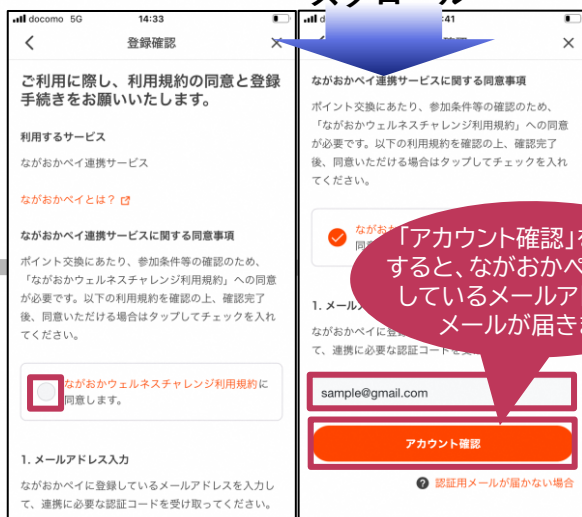 スクロール
docomo 5G 14:33
登録確認
ご利用に際し、利用規約の同意と登録
手続きをお願いいたします。
利用するサービス
ながおかペイ連携サービス
ながおかペイとは?
ながおかペイ連携サービスに関する同意事項
ポイント交換にあたり、参加条件等の確認のため、
「ながおかウェルネスチャレンジ利用規約」への同意
が必要です。以下の利用規約を確認の上、確認完了
後、同意いただける場合はタップしてチェックを入れ
てください。
ながおかウェルネスチャレンジ利用規約に
同意します。
1. メールアドレス入力
ながおかペイに登録しているメールアドレスを入力し
て、連携に必要な認証コードを受け取ってください。
:41
ながおかペイ連携サービスに関する同意事項
ポイント交換にあたり、参加条件等の確認のため、
「ながおかウェルネスチャレンジ利用規約」への同意
が必要です。以下の利用規約を確認の上、確認完了
後、同意いただける場合はタップしてチェックを入れ
てください。
ながお
同意
「アカウント確認」を
すると、ながおかペ
しているメールア
メールが届き
1. メール
ながおかペイに登
て、連携に必要な認証コード
sample@gmail.com
アカウント確認
認証用メールが届かない場合